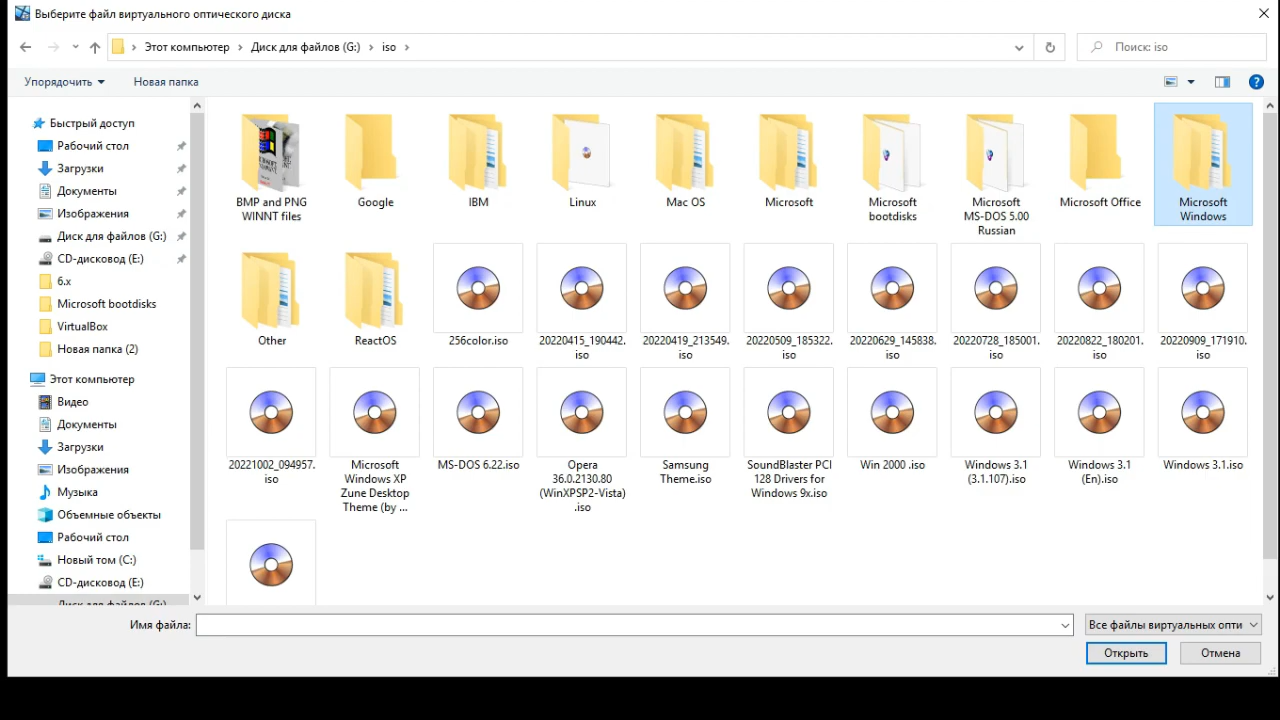 Выберите файл виртуального оптического диска
Этот компьютер
Диск для файлов (G:)
iso
Поиск: iso
Упорядочить
Новая папка
Быстрый доступ
Рабочий стол
Загрузки
Документы
Изображения
Диск для файлов (G:)
CD-дисковод (E:)
6.x
Microsoft bootdisks
VirtualBox
Новая папка (2)
Этот компьютер
Видео
Документы
Загрузки
Изображения
Музыка
Объемные объекты
Рабочий стол
Новый том (C:)
CD-дисковод (E:)
Диск для файлов (G:)
BMP and PNG
WINNT files
Google
IBM
Linux
Mac OS
Microsoft
Microsoft
bootdisks
Microsoft
MS-DOS 5.00
Russian
Microsoft Office
Microsoft
Windows
Other
ReactOS
256color.iso
20220415_190442.
iso
20220419_213549.
iso
20220509_185322.
iso
20220629_145838.
iso
20220728_185001.
iso
20220822_180201.
iso
20220909_171910.
iso
20221002_094957.
iso
Microsoft
Windows XP
Zune Desktop
Theme (by ...
MS-DOS 6.22.iso
Opera
36.0.2130.80
(WinXPSP2-Vista)
.iso
Samsung
Theme.iso
SoundBlaster PCI
128 Drivers for
Windows 9x.iso
Win 2000 .iso
Windows 3.1
(3.1.107).iso
Windows 3.1
(En).iso
Windows 3.1.iso
Имя файла:
Все файлы виртуальных опти
Открыть
Отмена